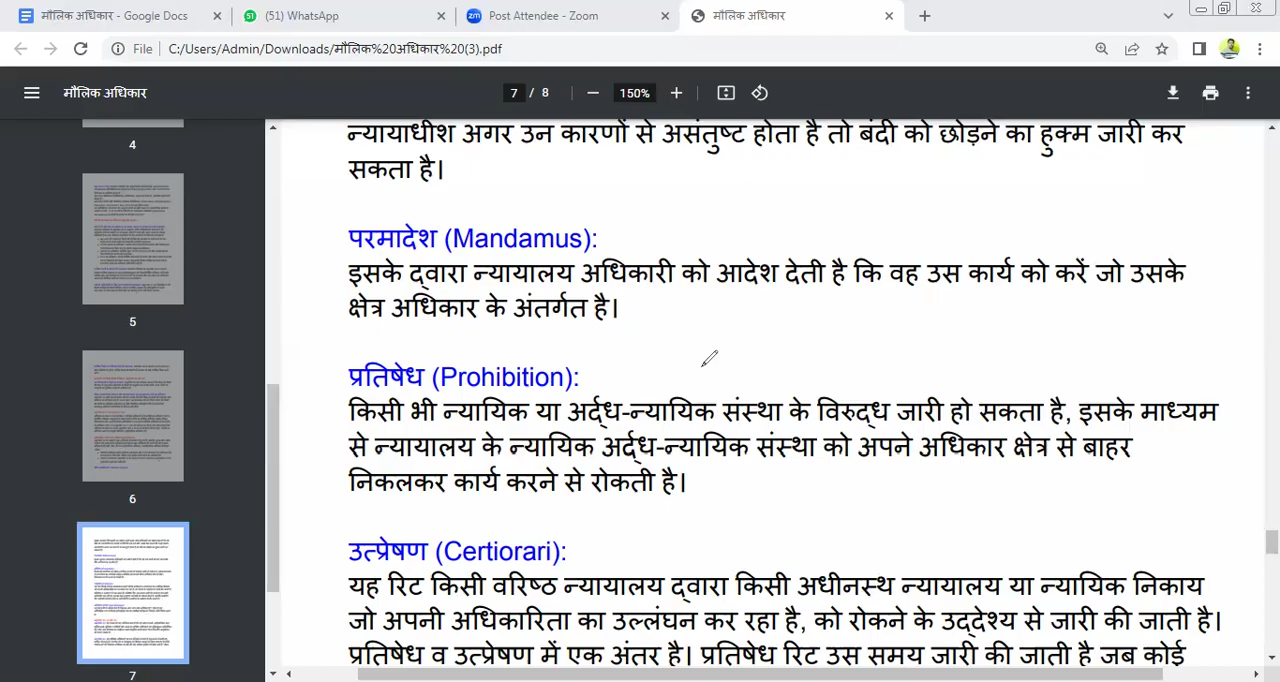 मौलिक अधिकार - Google Docs
51
(51) WhatsApp
zm
Post Attendee - Zoom
मौलिक अधिकार
File
C:/Users/Admin/Downloads/मौलिक%20अधिकार%20(3).pdf
मौलिक अधिकार
7 / 8
150%
4
5
6
7
न्यायाधीश अगर उन कारणों से असंतुष्ट होता है तो बंदी को छोड़ने का हुक्म जारी कर
सकता है।
परमादेश (Mandamus):
इसके द्वारा न्यायालय अधिकारी को आदेश देती है कि वह उस कार्य को करें जो उसके
क्षेत्र अधिकार के अंतर्गत है।
प्रतिषेध (Prohibition):
किसी भी न्यायिक या अर्द्ध-न्यायिक संस्था के विरुद्ध जारी हो सकता है, इसके माध्यम
से न्यायालय के न्यायिक अर्द्ध-न्यायिक संस्था को अपने अधिकार क्षेत्र से बाहर
निकलकर कार्य करने से रोकती है।
उत्प्रेषण (Certiorari):
यह रिट किसी वरिष्ठ न्यायालय द्वारा किसी अधीनस्थ न्यायालय या न्यायिक निकाय
जो अपनी अधिकारिता का उल्लंघन कर रहा है, को रोकने के उद्देश्य से जारी की जाती है।
प्रतिषेध व उत्प्रेषण में एक अंतर है। प्रतिषेध रिट उस समय जारी की जाती है जब कोई